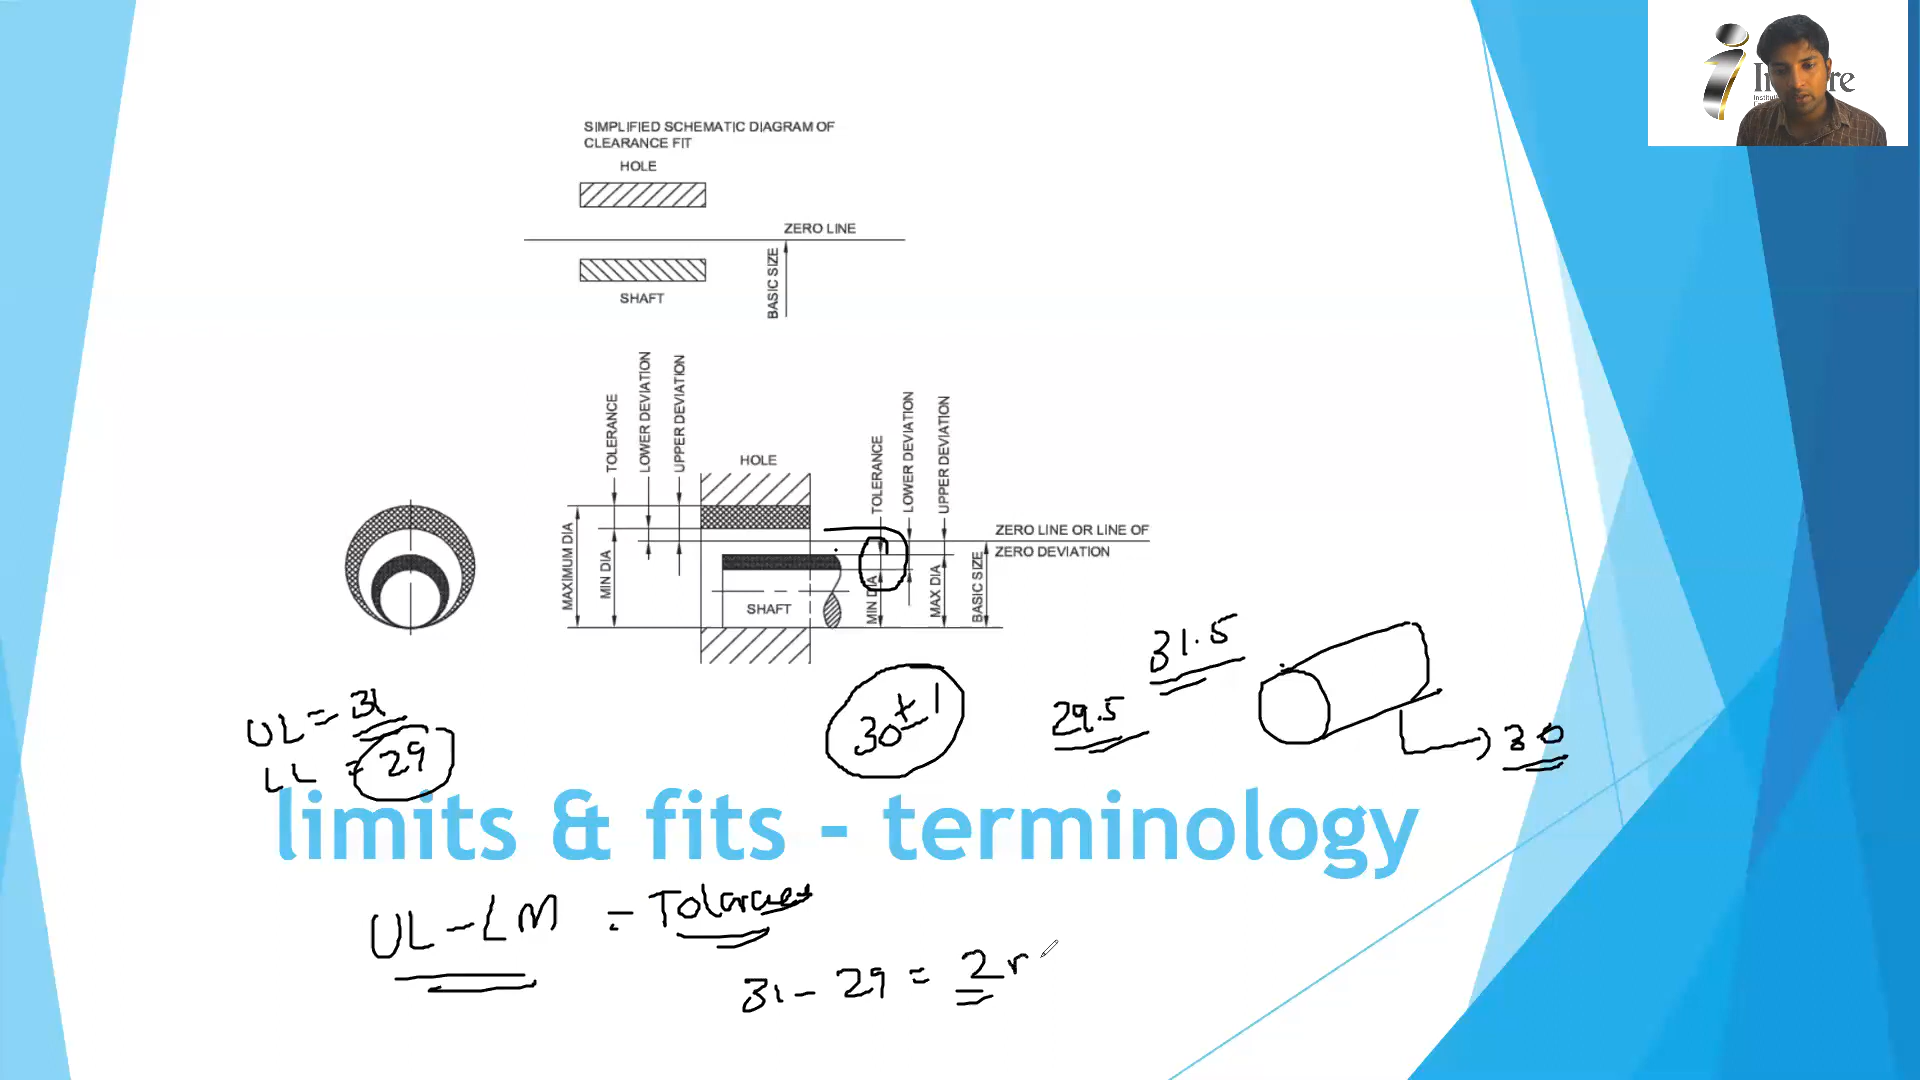 SIMPLIFIED SCHEMATIC DIAGRAM OF
CLEARANCE FIT
HOLE
ZERO LINE
BASIC SIZE
SHAFT
TOLERANCE
LOWER DEVIATION
UPPER DEVIATION
HOLE
TOLERANCE
LOWER DEVIATION
UPPER DEVIATION
MAXIMUM DIA
MIN DIA
SHAFT
MIN DIA
MAX DIA
BASIC SIZE
ZERO LINE OR LINE OF
ZERO DEVIATION
UL = 31
LL = 29
30 ± 1
29.5
31.5
30
limits & fits - terminology
UL - LM =
31 - 29 = 2